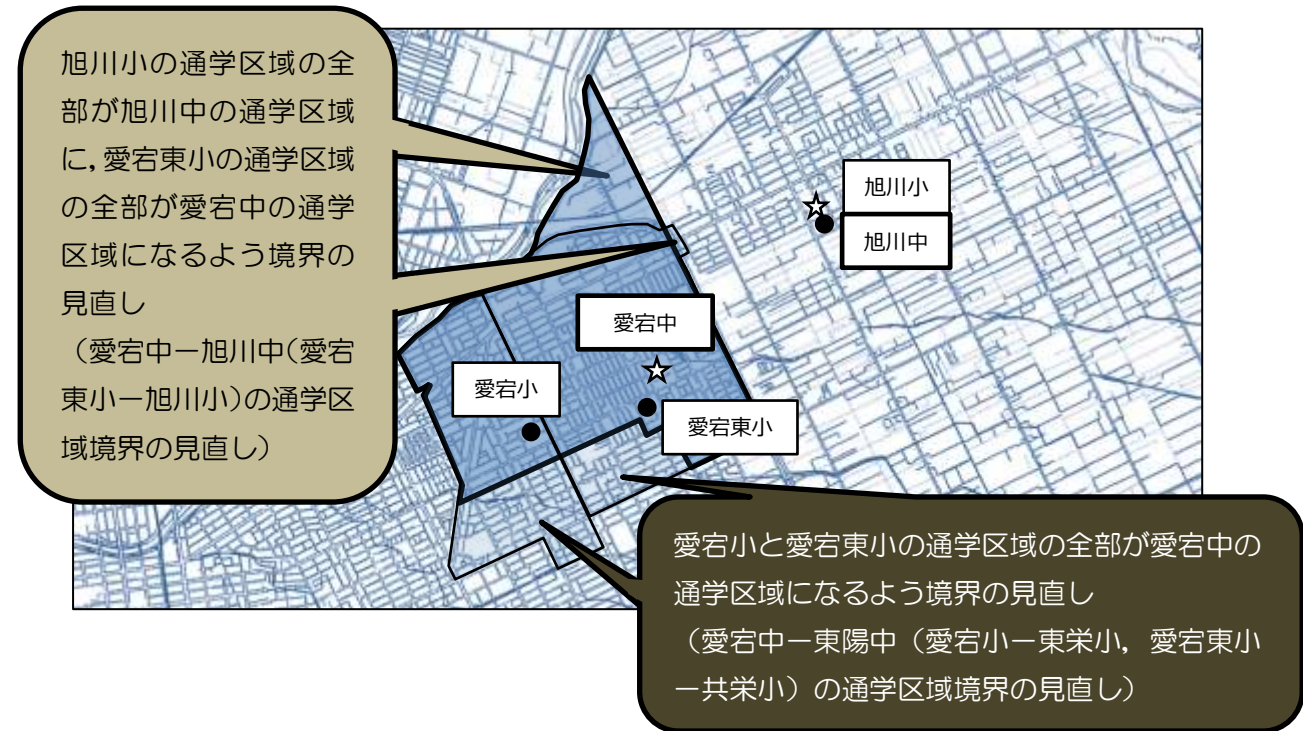 旭川小の通学区域の全
部が旭川中の通学区域
に,愛宕東小の通学区域
の全部が愛宕中の通学
区域になるよう境界の
見直し
（愛宕中ー旭川中（愛宕
東小ー旭川小）の通学区
域境界の見直し）
旭川小
旭川中
愛宕中
愛宕小
愛宕東小
愛宕小と愛宕東小の通学区域の全部が愛宕中の
通学区域になるよう境界の見直し
（愛宕中ー東陽中（愛宕小ー東栄小，愛宕東小
ー共栄小）の通学区域境界の見直し）